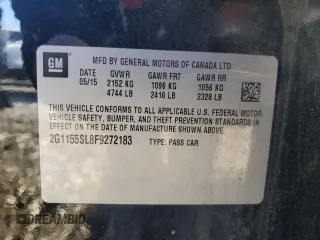 GM
MFD BY GENERAL MOTORS OF CANADA LTD.
DATE GVWR GAWR FRT GAWR RR
05/15 2152 KG 1096 KG 1056 KG
4744 LB 2416 LB 2328 LB
THIS VEHICLE CONFORMS TO ALL APPLICABLE U.S. FEDERAL MOTOR
VEHICLE SAFETY, BUMPER, AND THEFT PREVENTION STANDARDS IN
EFFECT ON THE DATE OF MANUFACTURE SHOWN ABOVE.
2G1155SL8F9272183 TYPE: PASS CAR
AUTOBIDMASTER